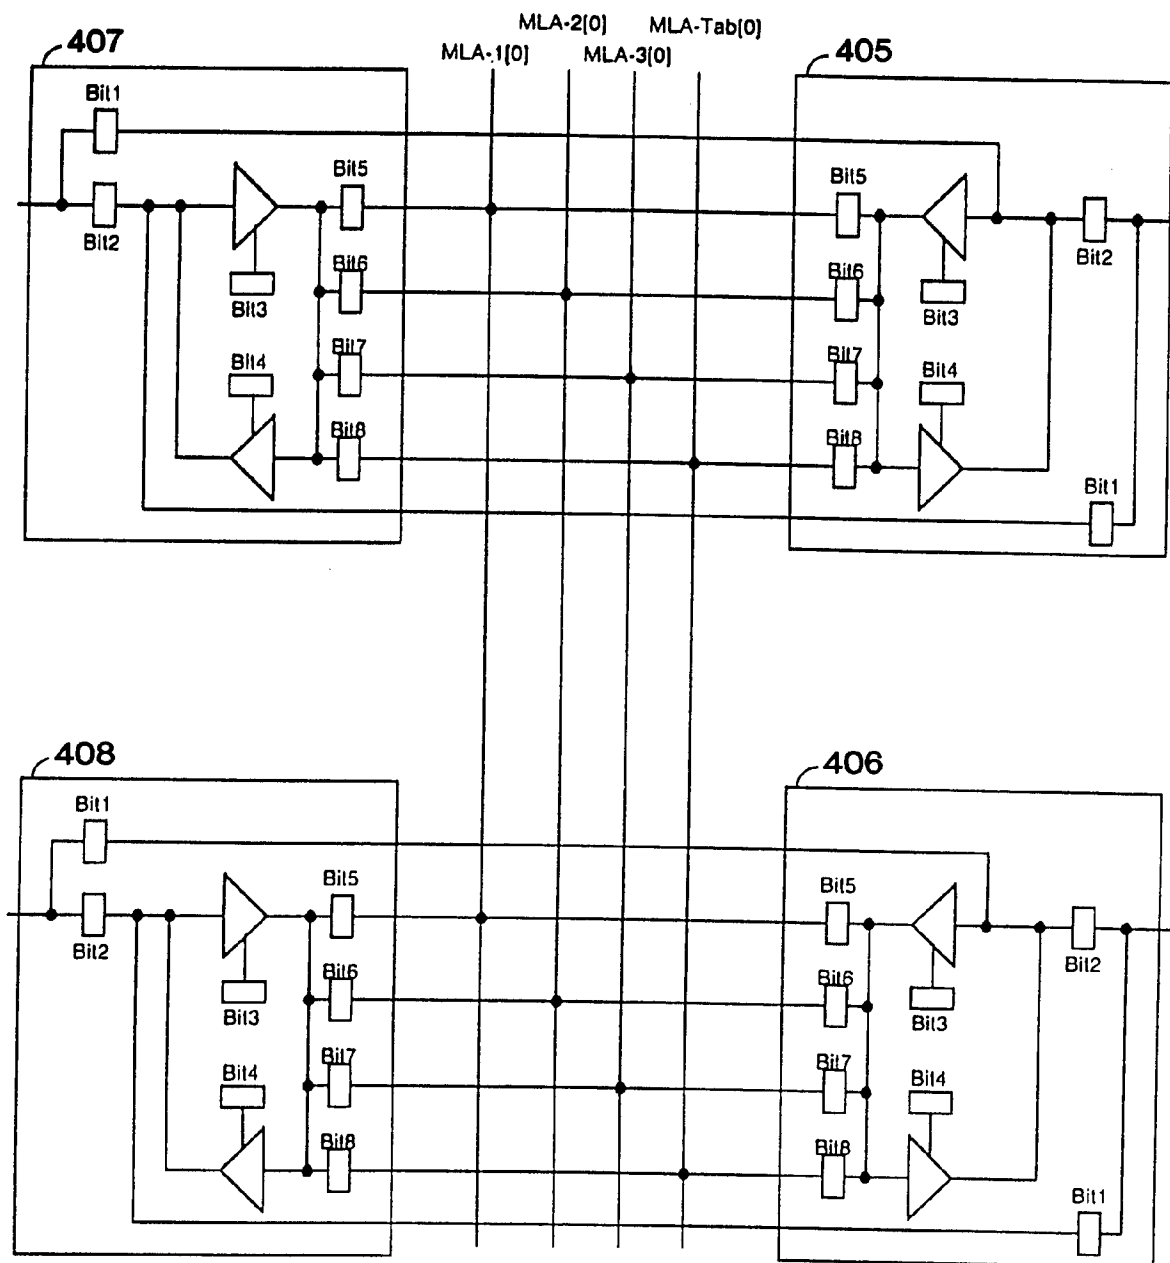 MLA-2[0] MLA-Tab[0]
407 MLA-1[0] MLA-3[0] 405
Bit1
Bit5 Bit5
Bit2 Bit2
Bit6 Bit6
Bit3 Bit3
Bit7 Bit7
Bit4 Bit4
Bit8 Bit8
Bit1
408 406
Bit1
Bit5 Bit5
Bit2 Bit2
Bit6 Bit6
Bit3 Bit3
Bit7 Bit7
Bit4 Bit4
Bit8 Bit8
Bit1